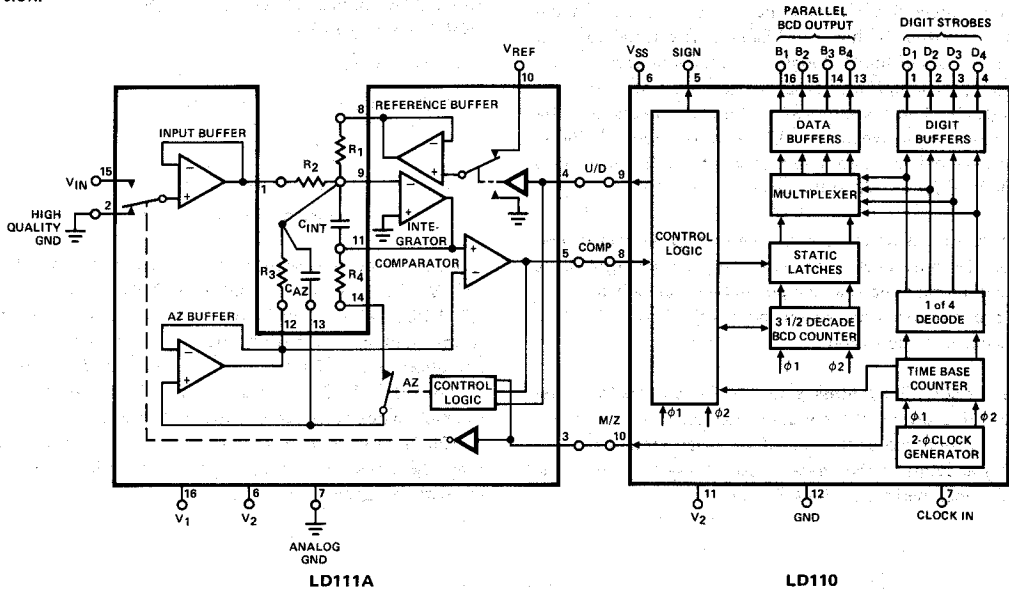 PARALLEL
BCD OUTPUT
DIGIT STROBES
VREF
10
VSS
6
SIGN
5
B1 B2 B3 B4
16 15 14 13
D1 D2 D3 D4
1 2 3 4
INPUT BUFFER
8
REFERENCE BUFFER
DATA
BUFFERS
DIGIT
BUFFERS
15
VIN
2
HIGH
QUALITY
GND
1
R2
R1
9
4
U/D
9
MULTIPLEXER
CINT
INTE-
GRATOR
11
COMPARATOR
5
COMP
8
CONTROL
LOGIC
STATIC
LATCHES
R3
CAZ
R4
14
1 of 4
DECODE
AZ BUFFER
12
13
3 1/2 DECADE
BCD COUNTER
ϕ1
ϕ2
TIME BASE
COUNTER
AZ
CONTROL
LOGIC
ϕ1
ϕ2
ϕ1
ϕ2
3
M/Z
10
2-ϕCLOCK
GENERATOR
16
V1
6
V2
7
ANALOG
GND
11
V2
12
GND
7
CLOCK IN
LD111A
LD110